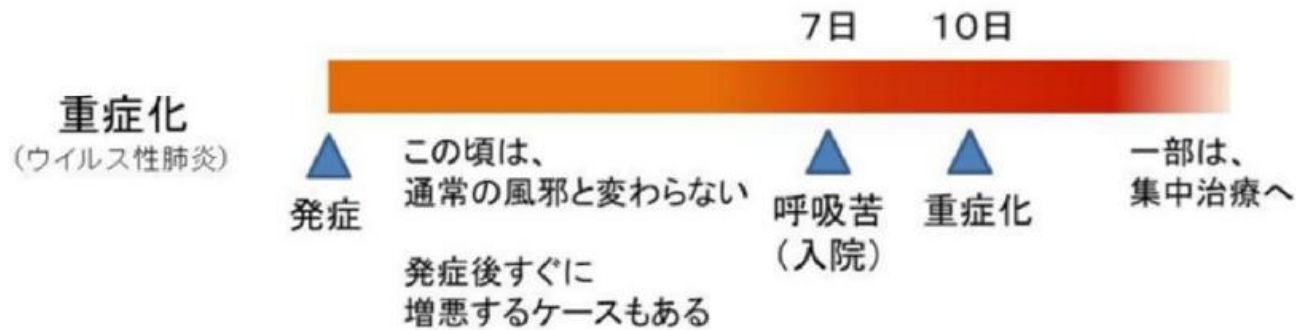 7日
10日
重症化
(ウイルス性肺炎)
発症
この頃は、
通常の風邪と変わらない
発症後すぐに
増悪するケースもある
呼吸苦
(入院)
重症化
一部は、
集中治療へ